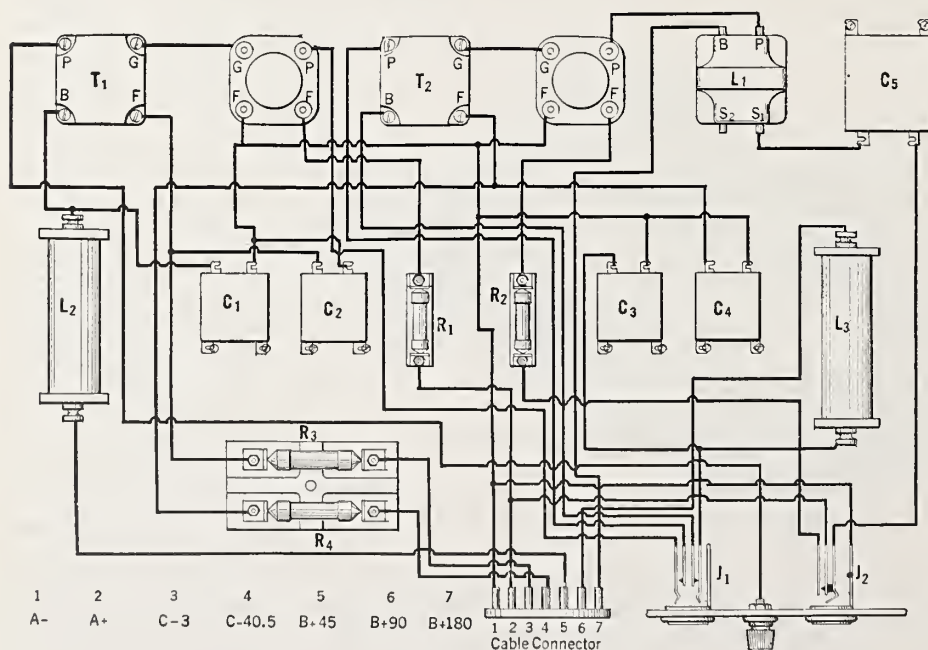 P G
T1
B F
G P
F F
P G
T2
B F
G P
F F
B P
L1
S2 S1
C5
L2
C1
C2
R1
R2
C3
C4
L3
R3
R4
J1
J2
1 2 3 4 5 6 7
A- A+ C-3 C-40.5 B+45 B+90 B+180
1 2 3 4 5 6 7
Cable Connector